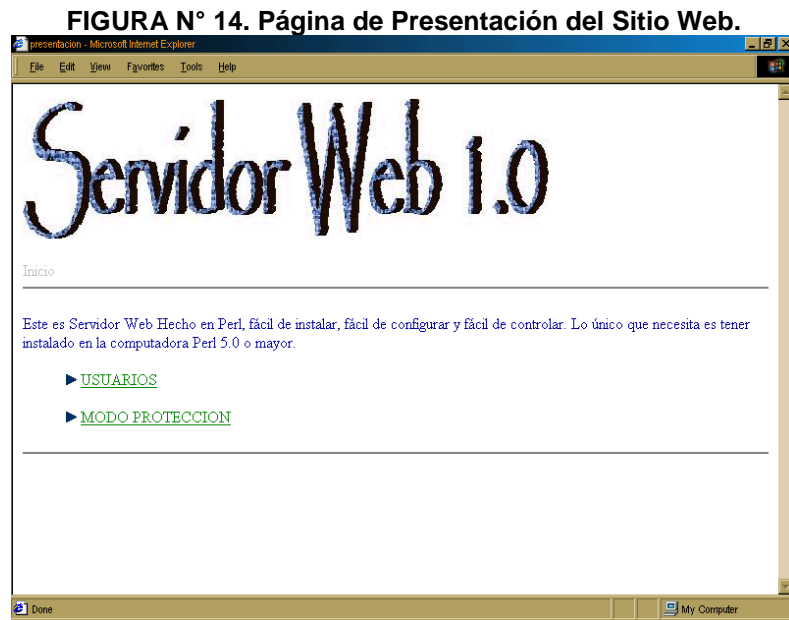 FIGURA N° 14. Página de Presentación del Sitio Web.
presentacion - Microsoft Internet Explorer
File Edit View Favorites Tools Help
Servidor Web 1.0
Inicio
Este es Servidor Web Hecho en Perl, fácil de instalar, fácil de configurar y fácil de controlar. Lo único que necesita es tener
instalado en la computadora Perl 5.0 o mayor.
USUARIOS
MODO PROTECCION
Done My Computer